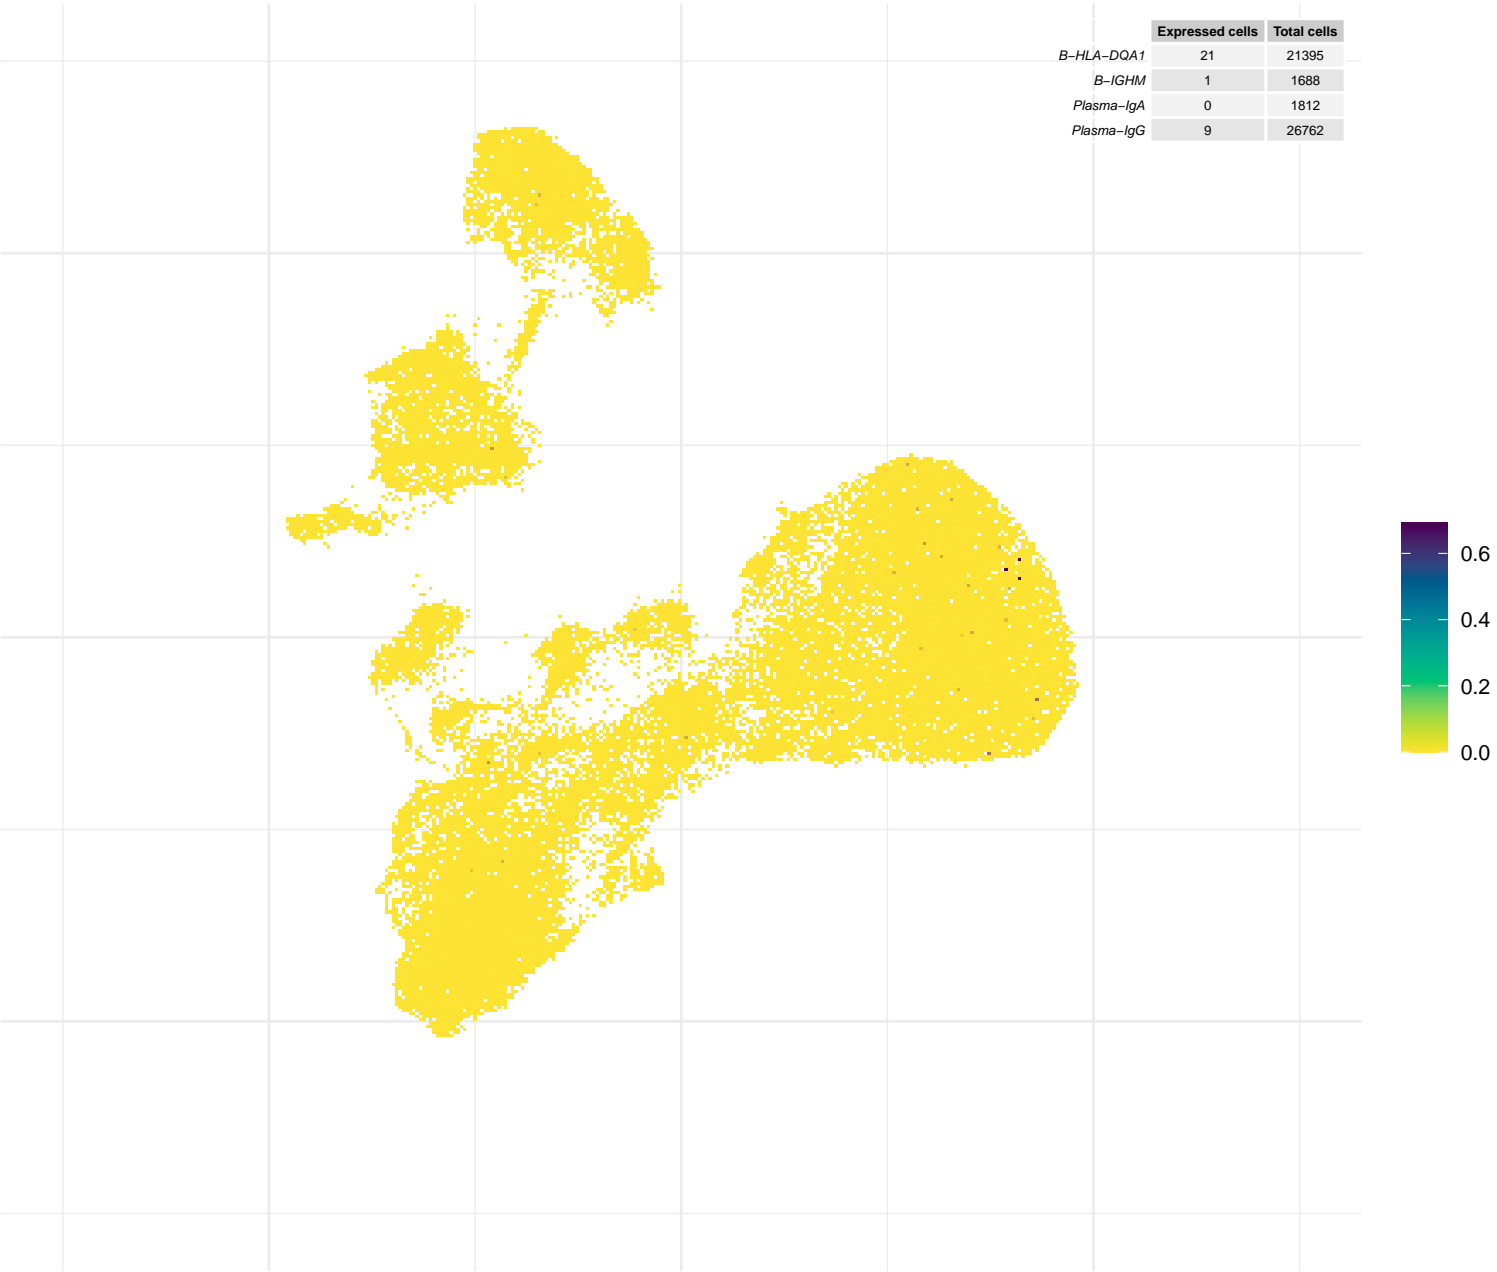 Expressed cells Total cells
B−HLA−DQA1 21 21395
B−IGHM 1 1688
Plasma−IgA 0 1812
Plasma−IgG 9 26762
0.6
0.4
0.2
0.0